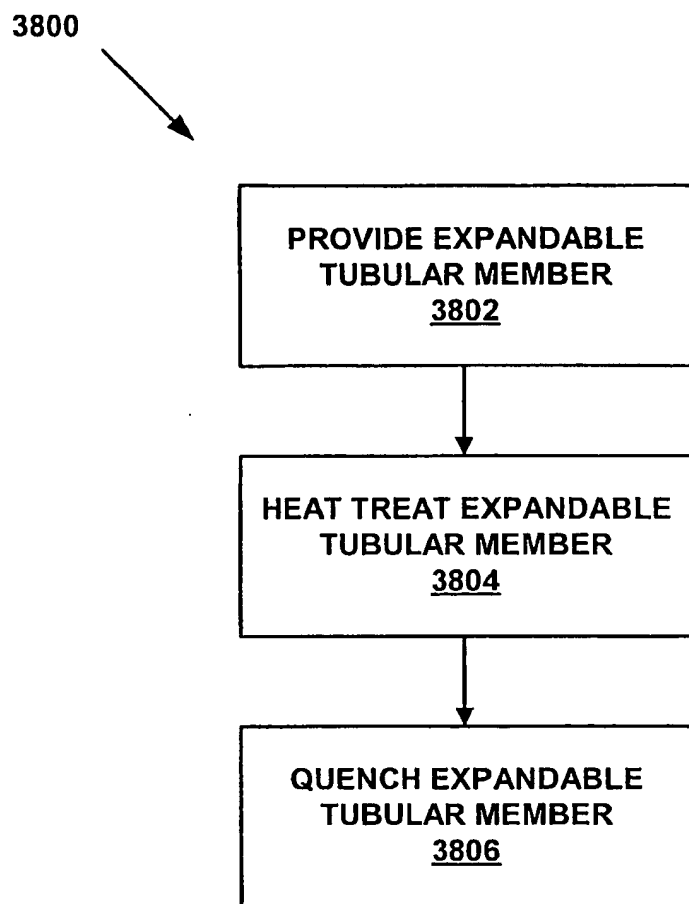 3800
PROVIDE EXPANDABLE
TUBULAR MEMBER
3802
HEAT TREAT EXPANDABLE
TUBULAR MEMBER
3804
QUENCH EXPANDABLE
TUBULAR MEMBER
3806